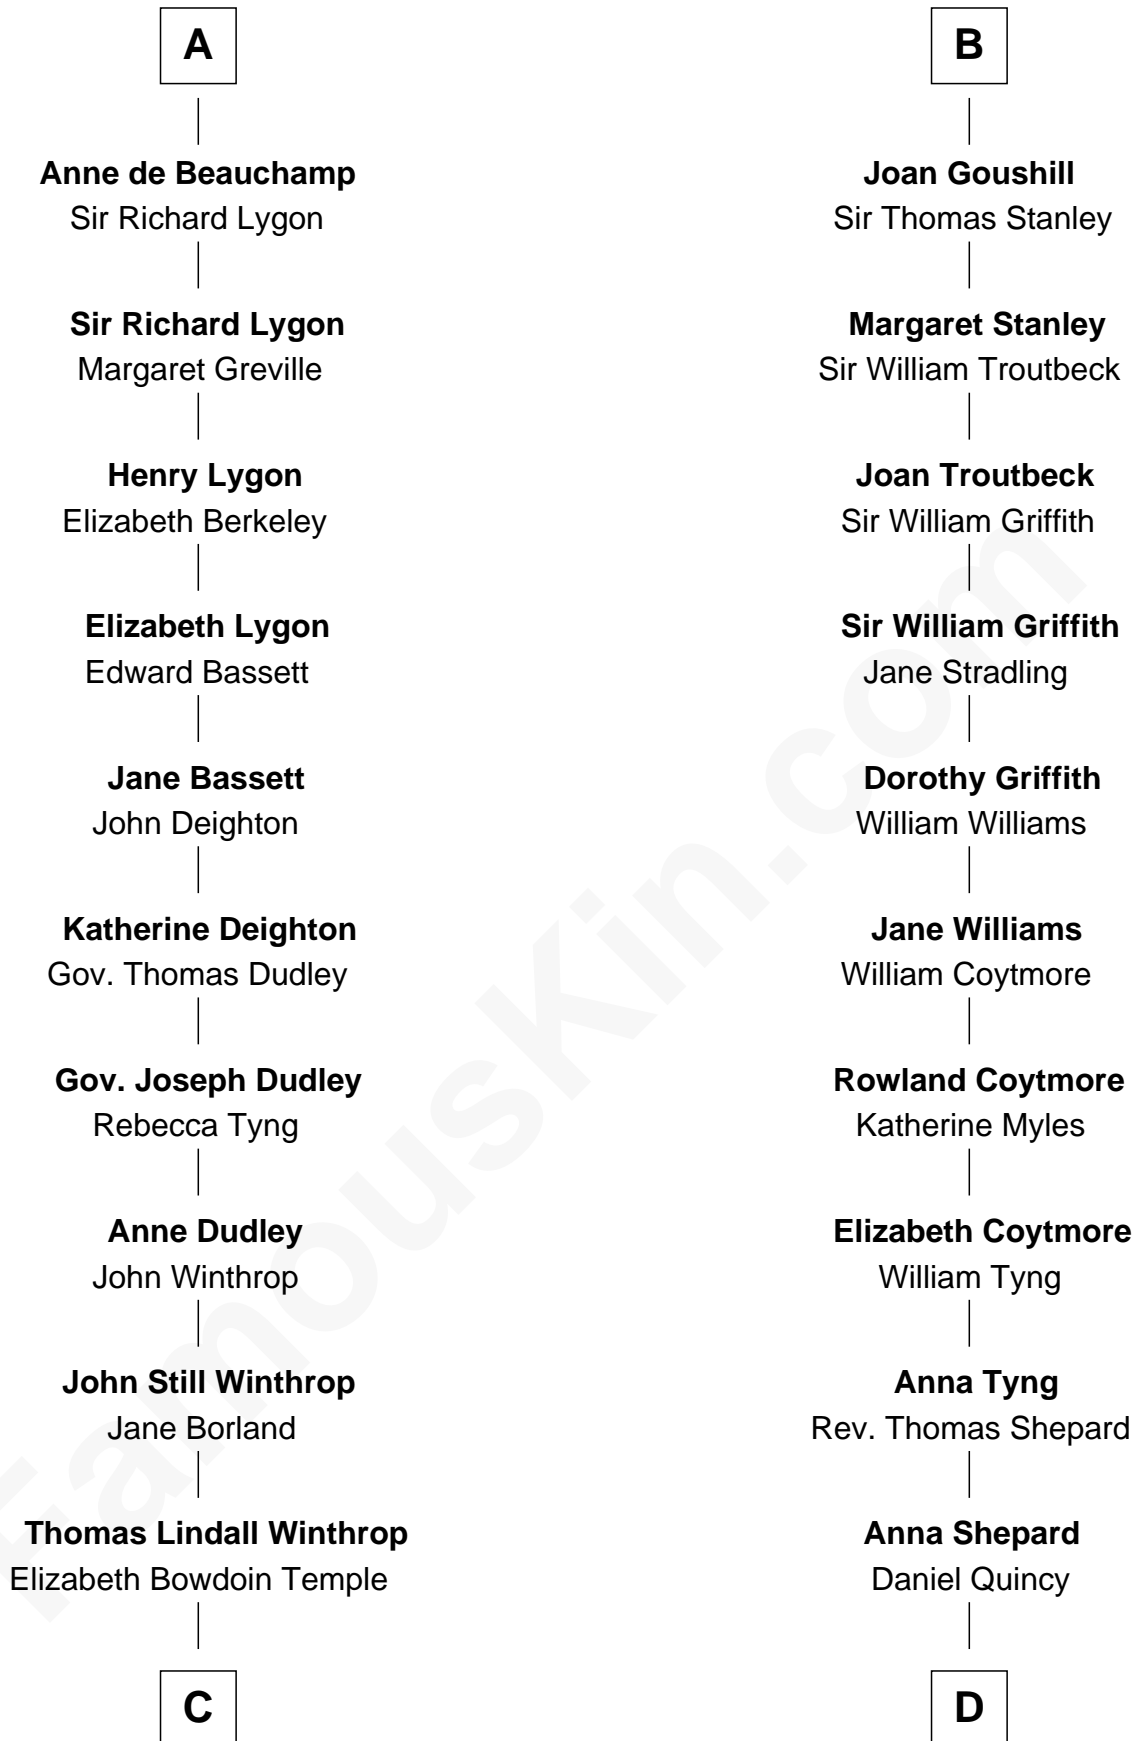 A
Anne de Beauchamp
Sir Richard Lygon
Sir Richard Lygon
Margaret Greville
Henry Lygon
Elizabeth Berkeley
Elizabeth Lygon
Edward Bassett
Jane Bassett
John Deighton
Katherine Deighton
Gov. Thomas Dudley
Gov. Joseph Dudley
Rebecca Tyng
Anne Dudley
John Winthrop
John Still Winthrop
Jane Borland
Thomas Lindall Winthrop
Elizabeth Bowdoin Temple
C
B
Joan Goushill
Sir Thomas Stanley
Margaret Stanley
Sir William Troutbeck
Joan Troutbeck
Sir William Griffith
Sir William Griffith
Jane Stradling
Dorothy Griffith
William Williams
Jane Williams
William Coytmore
Rowland Coytmore
Katherine Myles
Elizabeth Coytmore
William Tyng
Anna Tyng
Rev. Thomas Shepard
Anna Shepard
Daniel Quincy
D
FamousKin.com